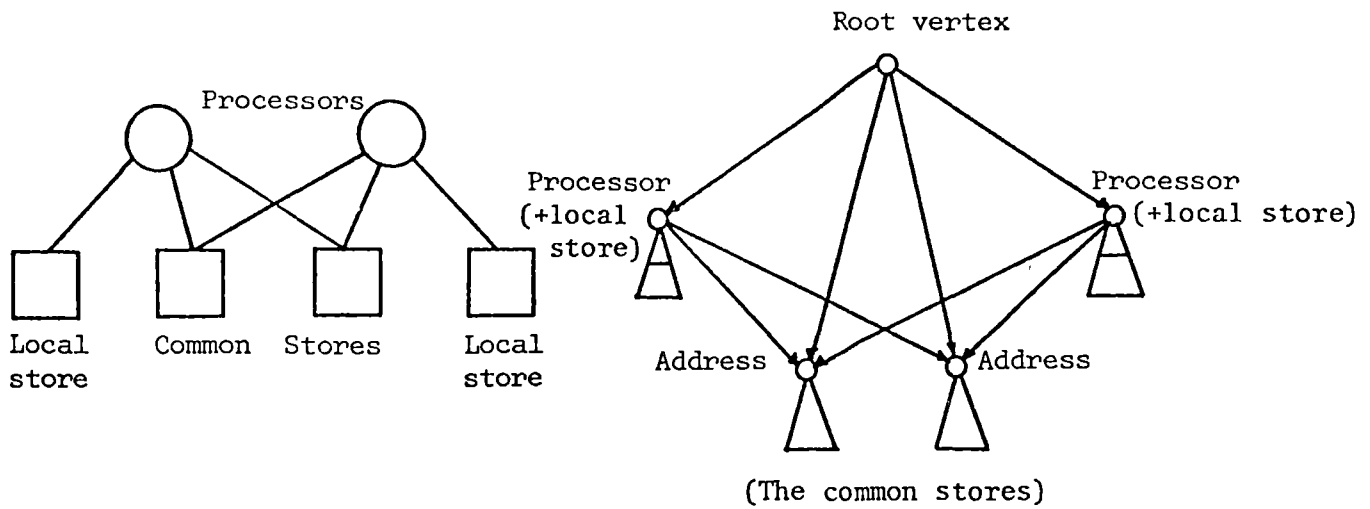 Root vertex
Processors
Processor
(+local
store)
Processor
(+local store)
Local
store
Common
Stores
Local
store
Address
Address
(The common stores)